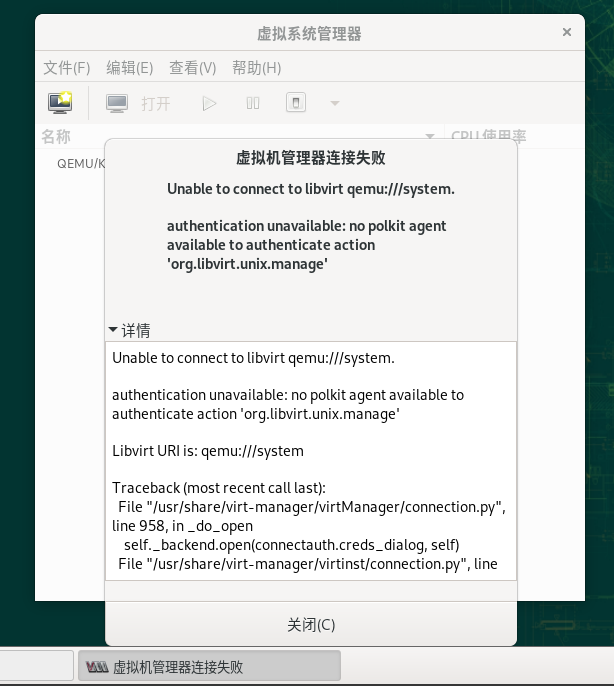 虚拟系统管理器
文件(F) 编辑(E) 查看(V) 帮助(H)
打开
名称 CPU 使用率
QEMU/K
虚拟机管理器连接失败
Unable to connect to libvirt qemu:///system.
authentication unavailable: no polkit agent
available to authenticate action
'org.libvirt.unix.manage'
详情
Unable to connect to libvirt qemu:///system.
authentication unavailable: no polkit agent available to
authenticate action 'org.libvirt.unix.manage'
Libvirt URI is: qemu:///system
Traceback (most recent call last):
File "/usr/share/virt-manager/virtManager/connection.py",
line 958, in _do_open
self._backend.open(connectauth.creds_dialog, self)
File "/usr/share/virt-manager/virtinst/connection.py", line
关闭(C)
虚拟机管理器连接失败